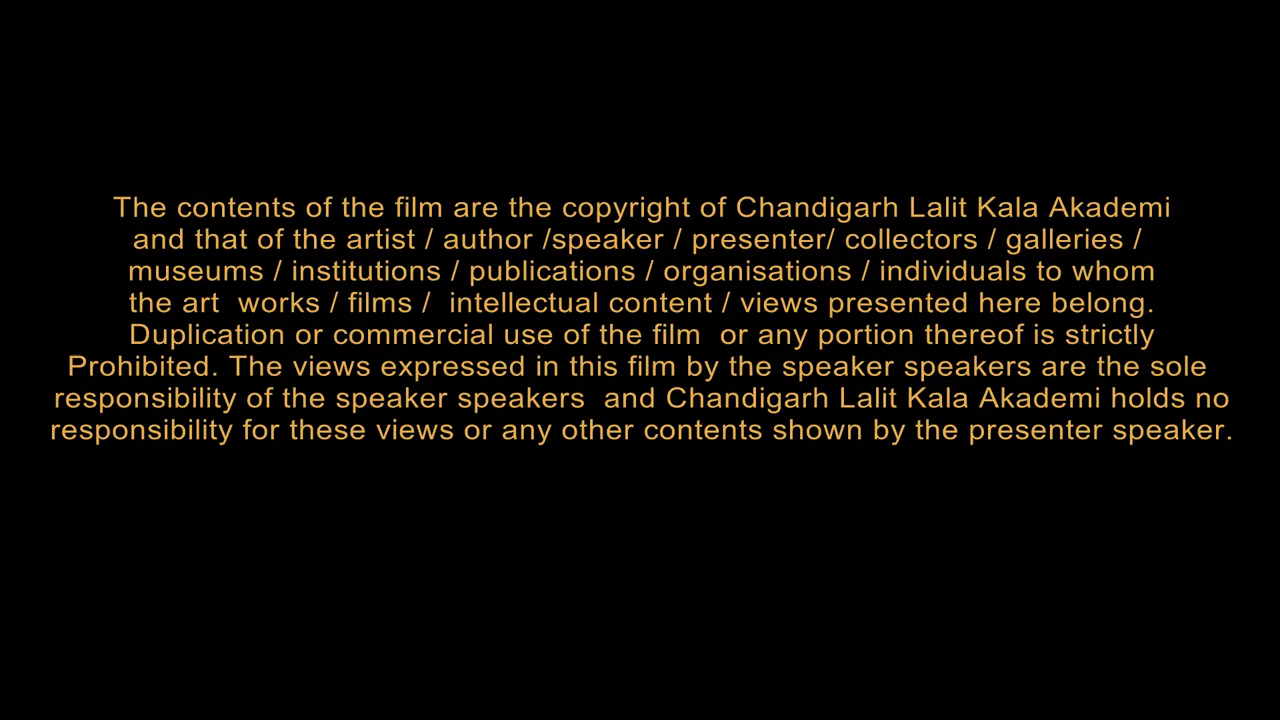 The contents of the film are the copyright of Chandigarh Lalit Kala Akademi
and that of the artist / author /speaker / presenter/ collectors / galleries /
museums / institutions / publications / organisations / individuals to whom
the art  works / films /  intellectual content / views presented here belong.
Duplication or commercial use of the film  or any portion thereof is strictly
Prohibited. The views expressed in this film by the speaker speakers are the sole
responsibility of the speaker speakers  and Chandigarh Lalit Kala Akademi holds no
responsibility for these views or any other contents shown by the presenter speaker.